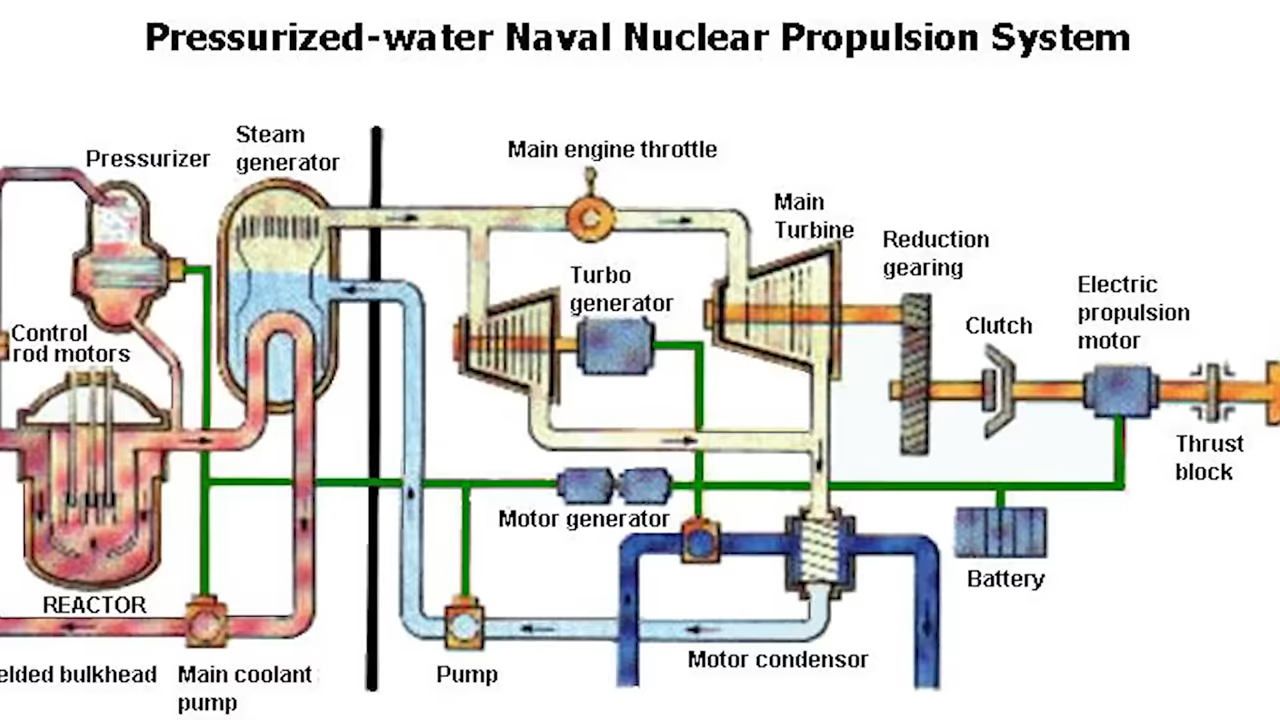 Pressurized-water Naval Nuclear Propulsion System
Steam
generator
Pressurizer
Main engine throttle
Main
Turbine
Reduction
gearing
Turbo
generator
Electric
propulsion
motor
Clutch
Control
rod motors
Thrust
block
Motor generator
Battery
REACTOR
Motor condensor
elded bulkhead
Main coolant
pump
Pump